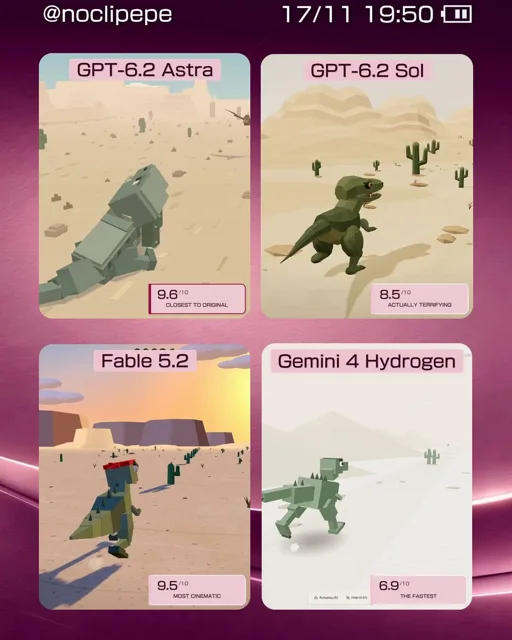 @noclipepe
17/11 19:50
GPT-6.2 Astra
9.6/10
CLOSEST TO ORIGINAL
GPT-6.2 Sol
8.5/10
ACTUALLY TERRIFYING
Fable 5.2
9.5/10
MOST CINEMATIC
Gemini 4 Hydrogen
6.9/10
THE FASTEST